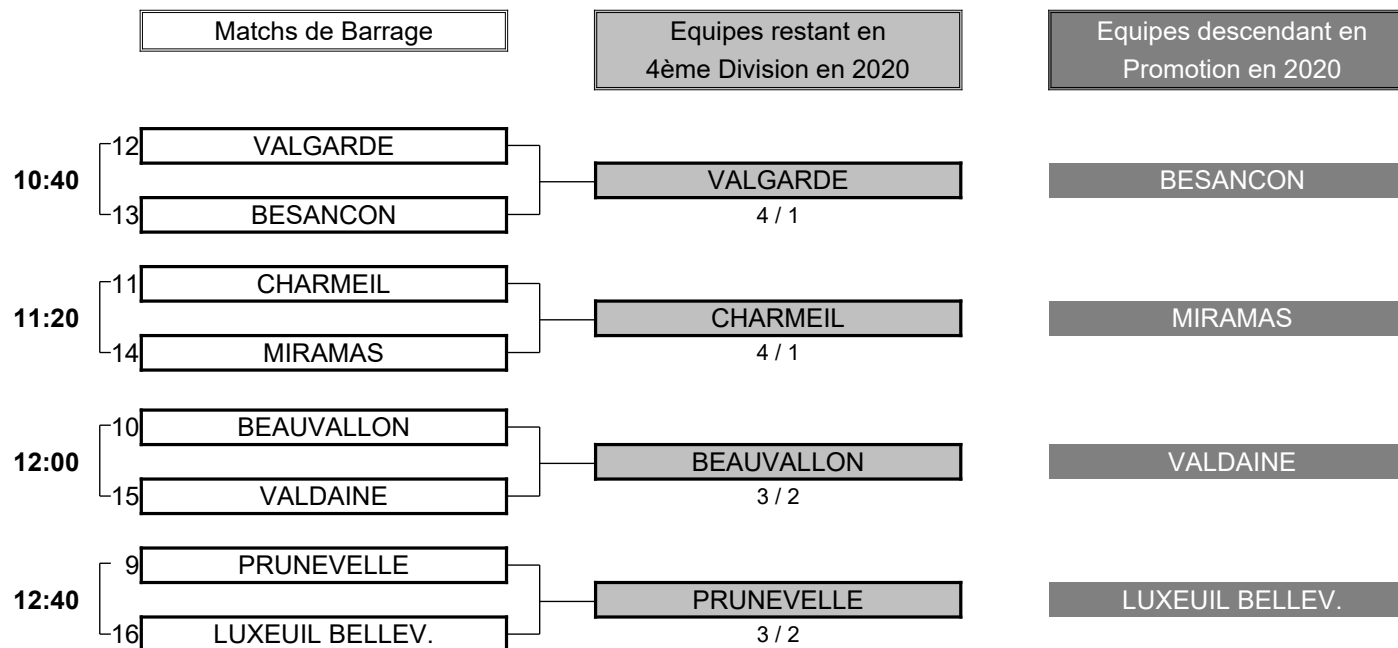 Matchs de Barrage
Equipes restant en
4ème Division en 2020
Equipes descendant en
Promotion en 2020
12 VALGARDE
10:40 VALGARDE BESANCON
13 BESANCON 4 / 1
11 CHARMEIL
11:20 CHARMEIL MIRAMAS
14 MIRAMAS 4 / 1
10 BEAUVALLON
12:00 BEAUVALLON VALDAINE
15 VALDAINE 3 / 2
9 PRUNEVELLE
12:40 PRUNEVELLE LUXEUIL BELLEV.
16 LUXEUIL BELLEV. 3 / 2